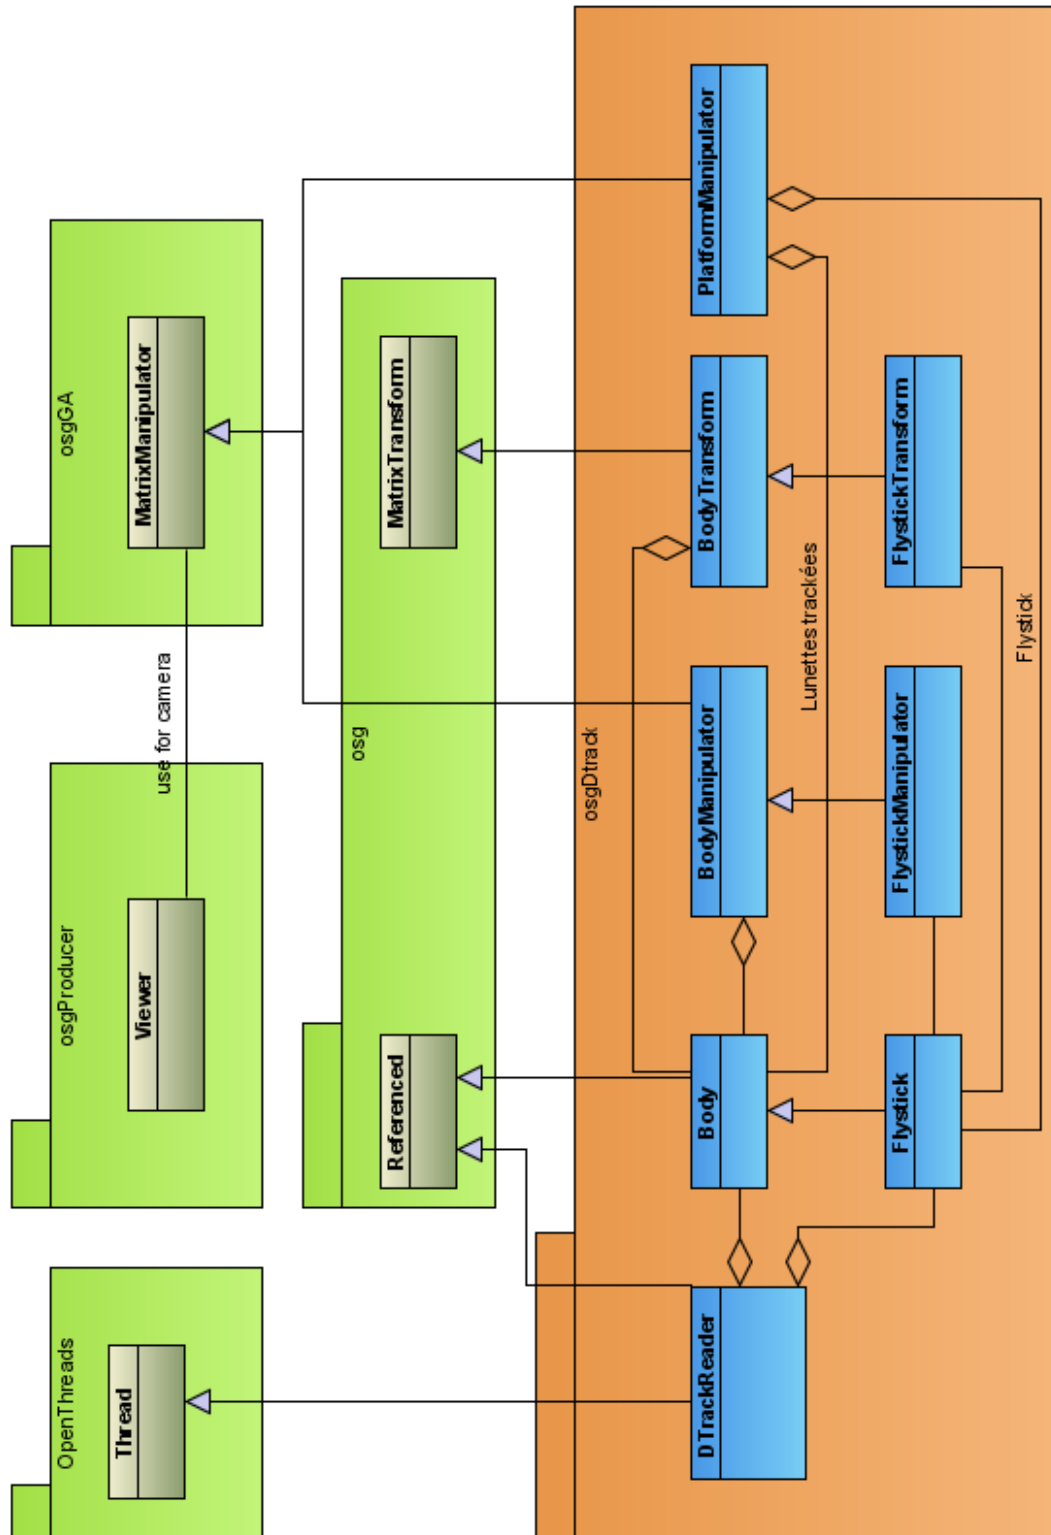 OpenThreads
Thread
osgProducer
Viewer
use for camera
osgGA
MatrixManipulator
osg
Referenced
MatrixTransform
osgDtrack
DTrackReader
Body
BodyManipulator
BodyTransform
PlatformManipulator
Lunettes trackées
Flystick
FlystickManipulator
FlystickTransform
Flystick